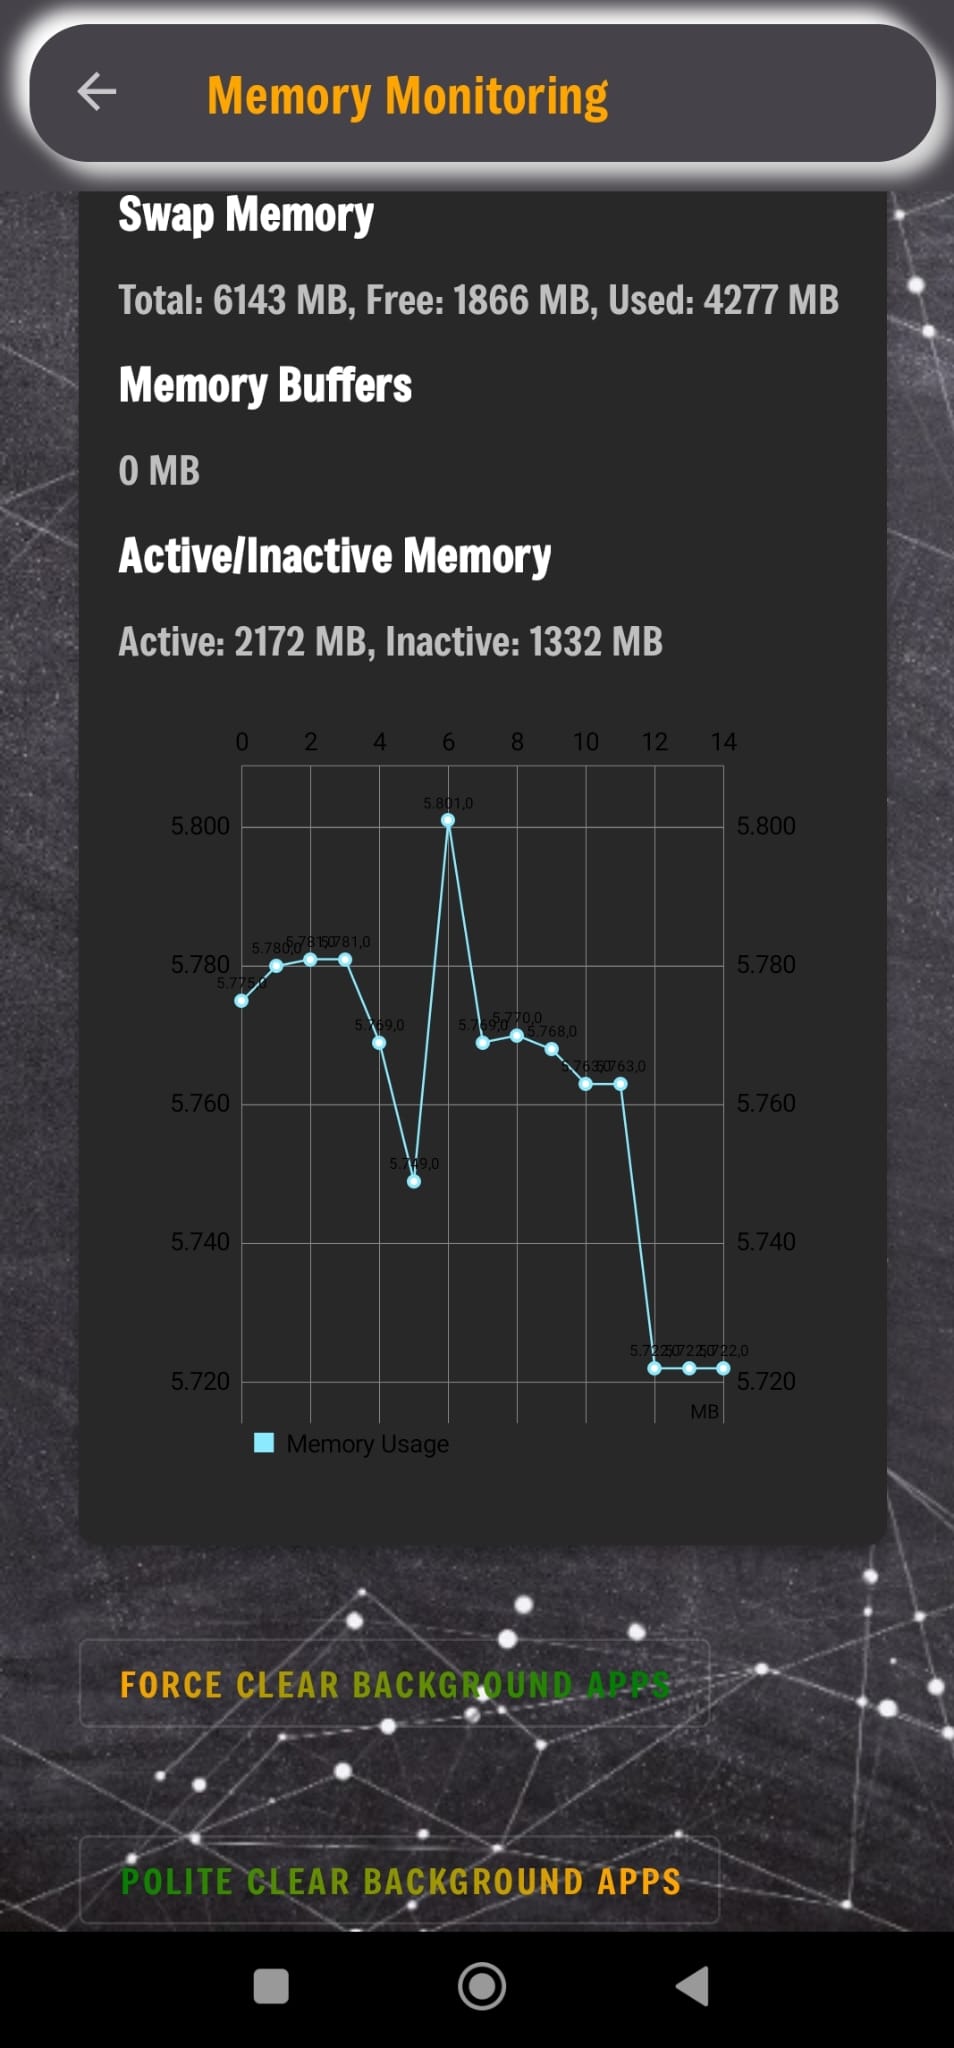 Memory Monitoring
Swap Memory
Total: 6143 MB, Free: 1866 MB, Used: 4277 MB
Memory Buffers
0 MB
Active/Inactive Memory
Active: 2172 MB, Inactive: 1332 MB
0 2 4 6 8 10 12 14
5.801,0
5.800 5.800
5.780,0 5.781,0 5.781,0
5.780 5.780
5.775,0
5.769,0 5.769,0 5.770,0 5.768,0
5.763,0 5.763,0
5.760 5.760
5.749,0
5.740 5.740
5.722,0 5.722,0 5.722,0
5.720 5.720
MB
Memory Usage
FORCE CLEAR BACKGROUND APPS
POLITE CLEAR BACKGROUND APPS